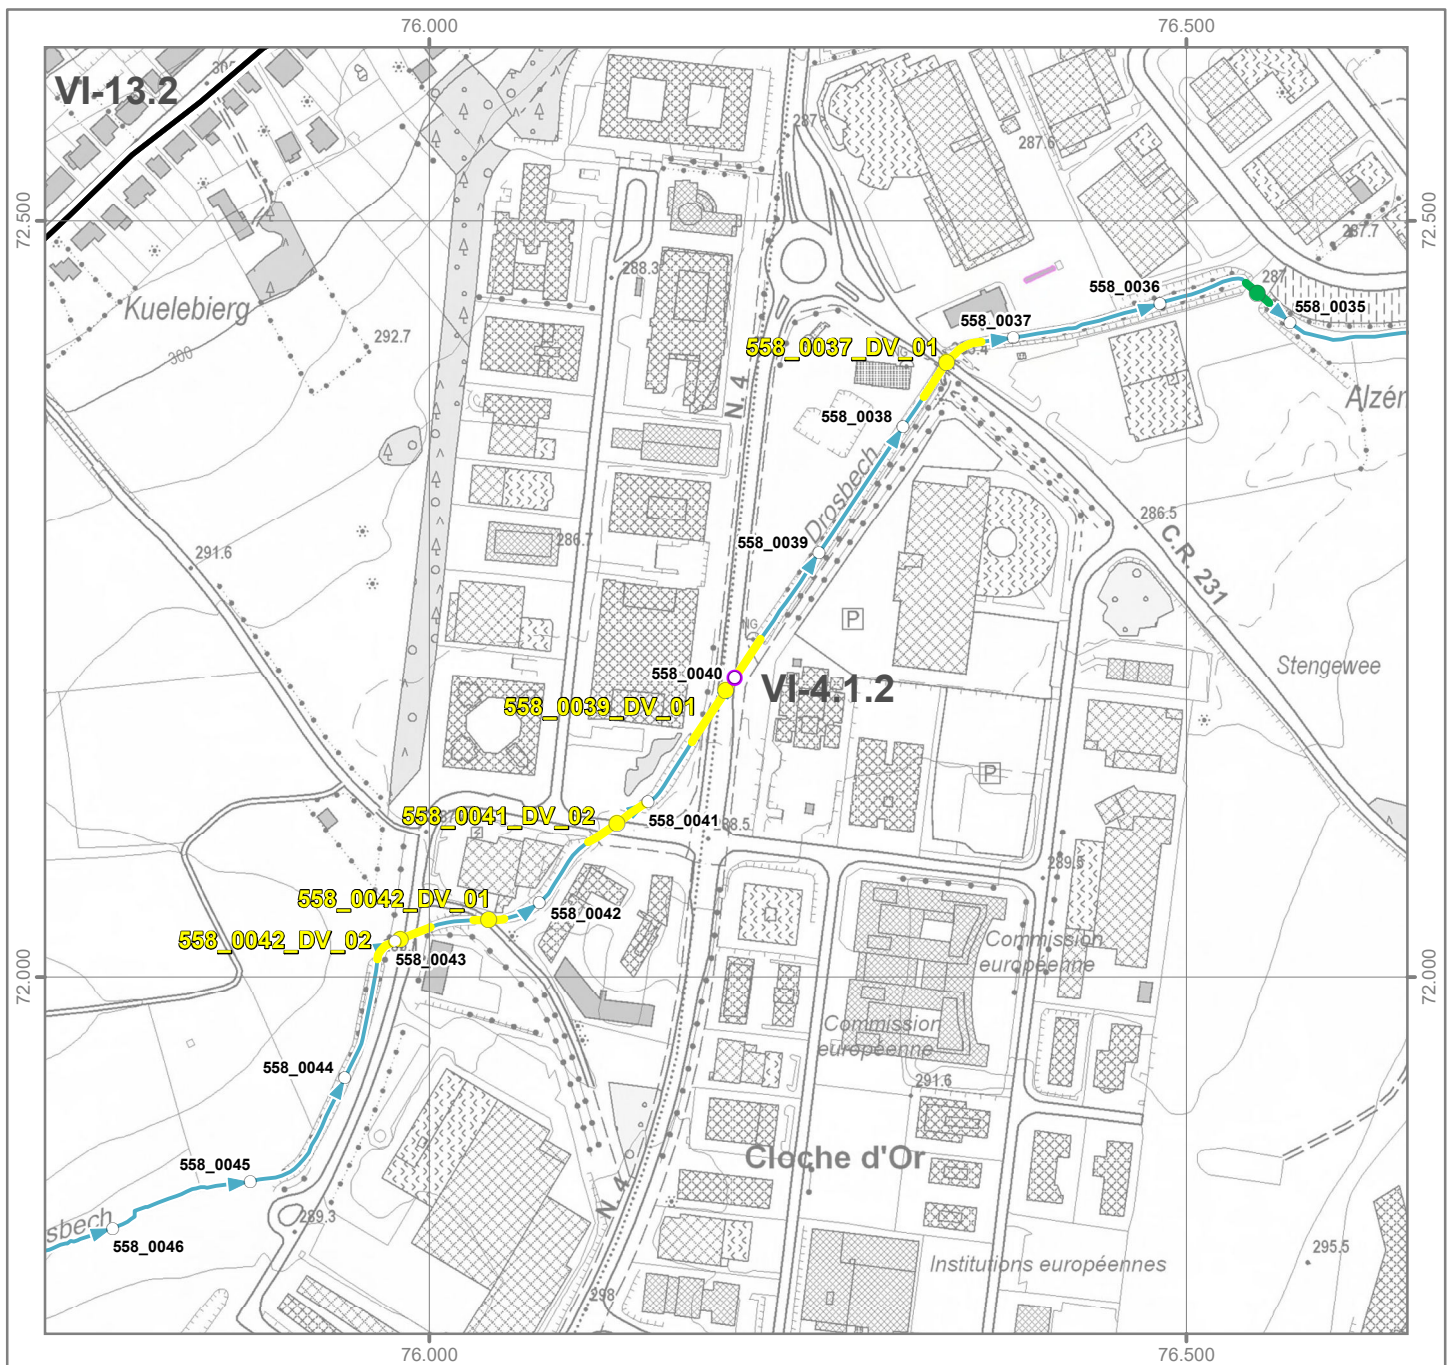 76.000
76.500
VI-13.2
305
287
287.6
72.500
72.500
287.7
288.3
287
Kuelebierg
558_0036
558_0035
558_0037
292.7
300
558_0037_DV_01
N. 4
Alzén
558_0038
Drosbech
286.5
C.R. 231
286.7
558_0039
291.6
P
NG
Stengewee
558_0040
VI-4.1.2
558_0039_DV_01
P
558_0041_DV_02
558_0041
288.5
289.5
558_0042_DV_01
558_0042
558_0042_DV_02
558_0043
Commission
européenne
72.000
72.000
Commission
européenne
558_0044
291.6
558_0045
Cloche d'Or
N. 4
sbech
289.3
558_0046
295.5
Institutions européennes
298
76.000
76.500